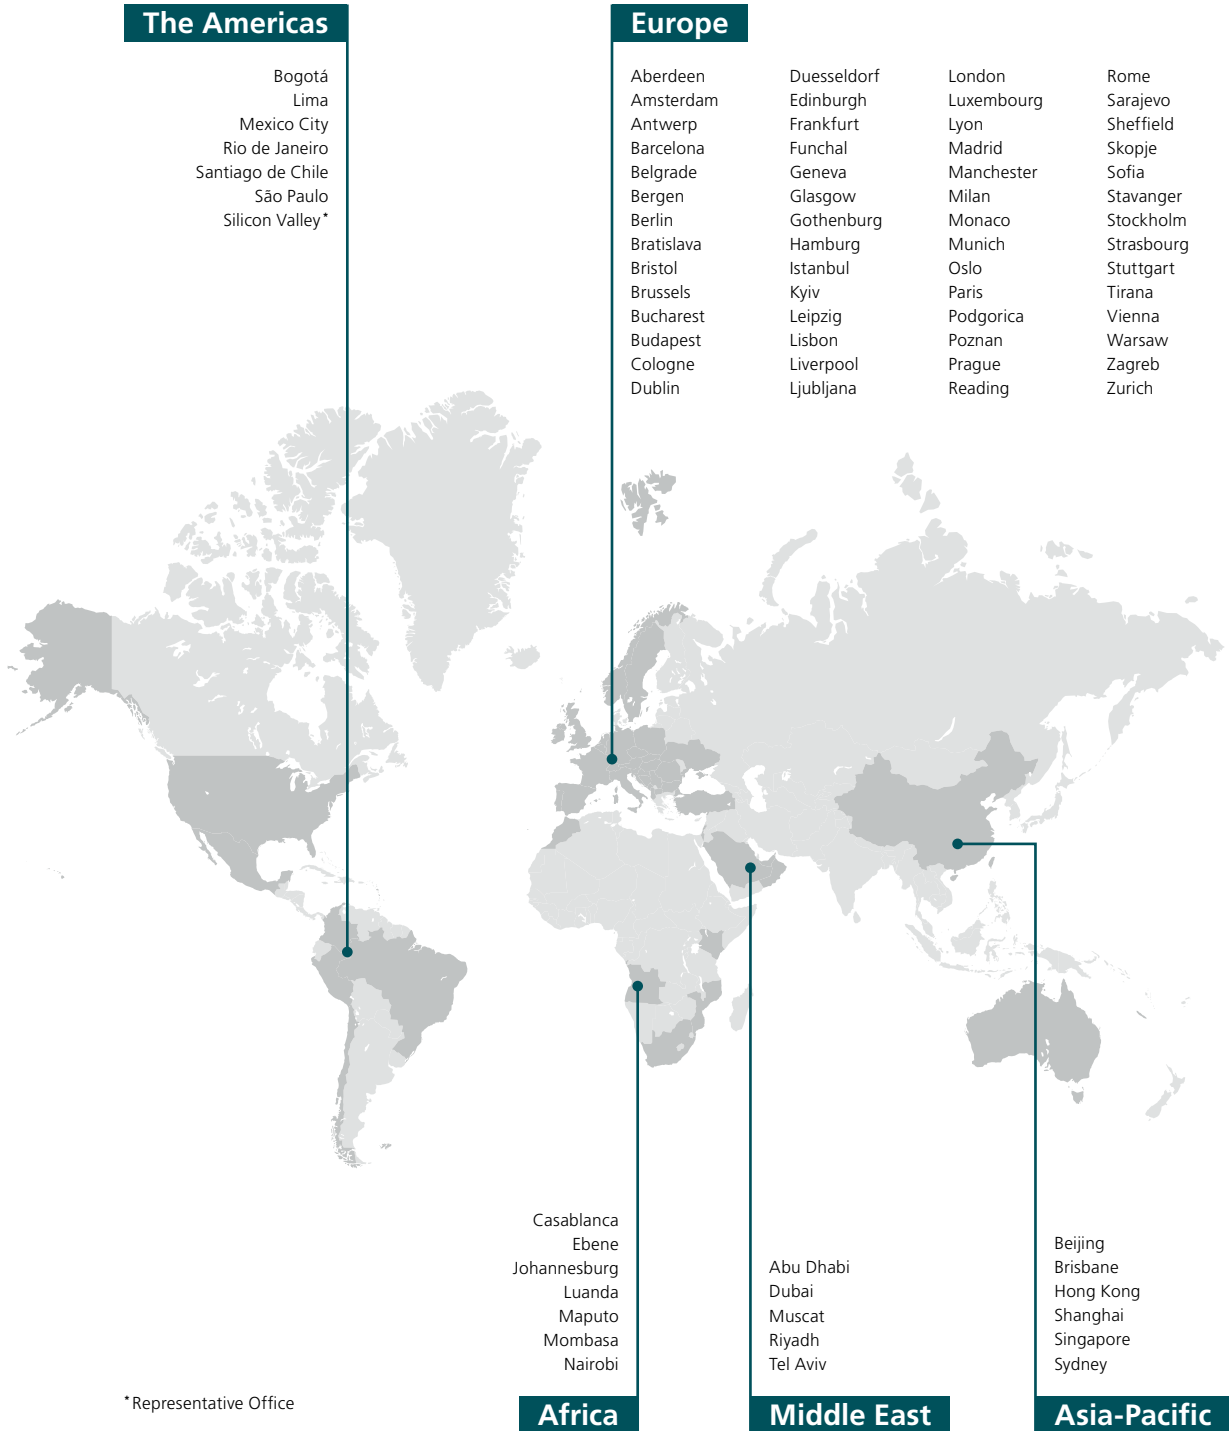 The Americas
Bogotá
Lima
Mexico City
Rio de Janeiro
Santiago de Chile
São Paulo
Silicon Valley*
Europe
Aberdeen
Amsterdam
Antwerp
Barcelona
Belgrade
Bergen
Berlin
Bratislava
Bristol
Brussels
Bucharest
Budapest
Cologne
Dublin
Duesseldorf
Edinburgh
Frankfurt
Funchal
Geneva
Glasgow
Gothenburg
Hamburg
Istanbul
Kyiv
Leipzig
Lisbon
Liverpool
Ljubljana
London
Luxembourg
Lyon
Madrid
Manchester
Milan
Monaco
Munich
Oslo
Paris
Podgorica
Poznan
Prague
Reading
Rome
Sarajevo
Sheffield
Skopje
Sofia
Stavanger
Stockholm
Strasbourg
Stuttgart
Tirana
Vienna
Warsaw
Zagreb
Zurich
Casablanca
Ebene
Johannesburg
Luanda
Maputo
Mombasa
Nairobi
Africa
Abu Dhabi
Dubai
Muscat
Riyadh
Tel Aviv
Middle East
Beijing
Brisbane
Hong Kong
Shanghai
Singapore
Sydney
Asia-Pacific
*Representative Office